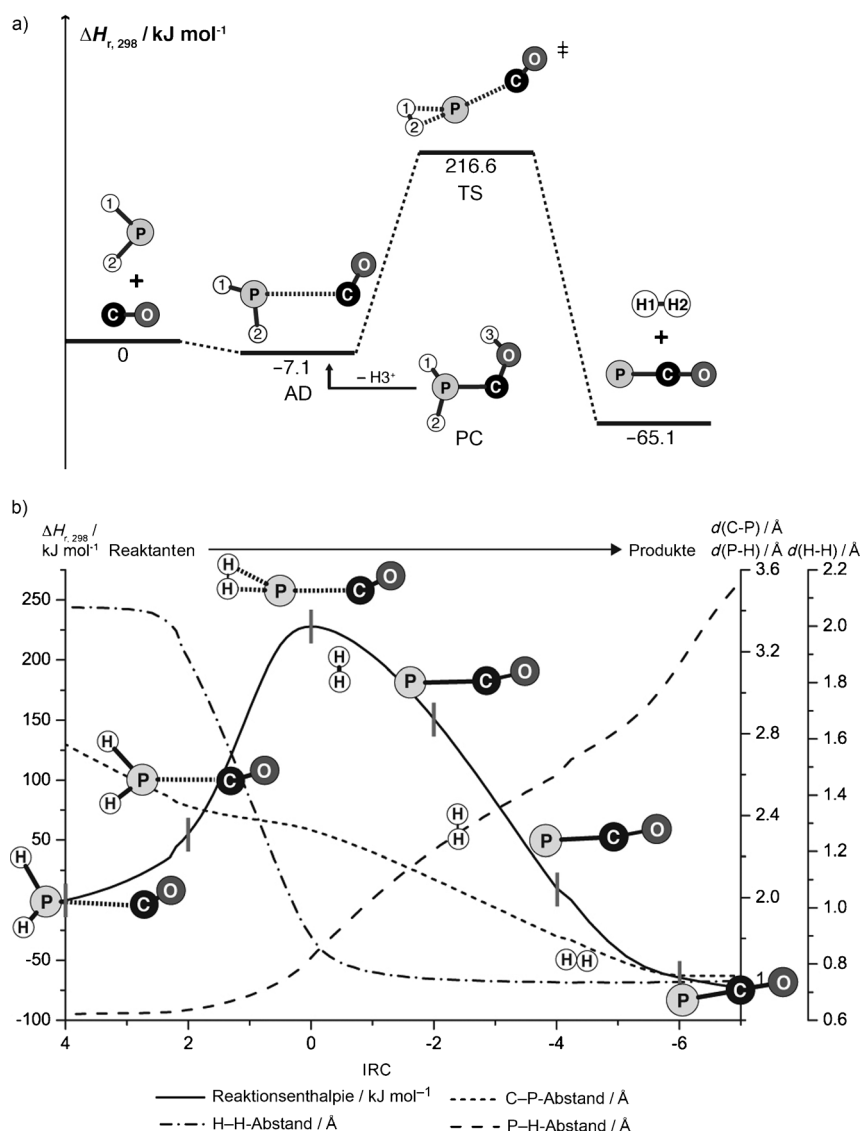 a)
ΔHr, 298 / kJ mol-1
O
‡
C
1
P
2
216.6
TS
1
P
2
+
C O
0
O
1
P
C
2
−7.1
AD
− H3+
3
O
1
P
C
2
PC
H1 H2
+
P C O
−65.1
b)
ΔHr, 298 /
kJ mol-1
Reaktanten
Produkte
d(C-P) / Å
d(P-H) / Å
d(H-H) / Å
H
H
P
C
O
H
H
P
C
O
H
P
C
O
H
H
H
P
C
O
H
P
C
O
H
H H
P
C
O
250
200
150
100
50
0
-50
-100
3.6
3.2
2.8
2.4
2.0
1
2.2
2.0
1.8
1.6
1.4
1.2
1.0
0.8
0.6
4 2 0 -2 -4 -6
IRC
Reaktionsenthalpie / kJ mol−1
C–P-Abstand / Å
H–H-Abstand / Å
P–H-Abstand / Å